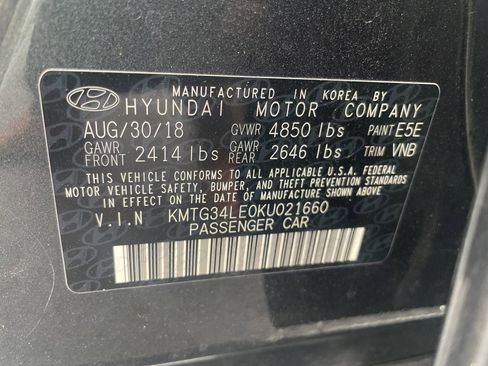 MANUFACTURED IN KOREA BY
HYUNDAI MOTOR COMPANY
AUG/30/18 GVWR 4850 lbs PAINT E5E
GAWR FRONT 2414 lbs GAWR REAR 2646 lbs TRIM VNB
THIS VEHICLE CONFORMS TO ALL APPLICABLE U.S.A. FEDERAL
MOTOR VEHICLE SAFETY, BUMPER, AND THEFT PREVENTION
STANDARDS IN EFFECT ON THE DATE OF MANUFACTURE SHOWN ABOVE.
V.I.N KMTG34LE0KU021660
PASSENGER CAR